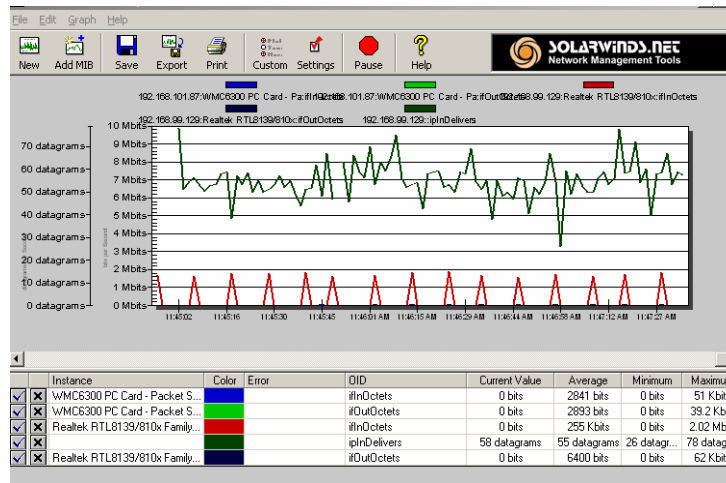 File Edit Graph Help
New Add MIB Save Export Print Custom Settings Pause Help
SOLARWINDS.NET
Network Management Tools
192.168.99.129:Realtek RTL8139/810x:ifInOctets
192.168.99.129:Realtek RTL8139/810x:ifOutOctets 192.168.99.129::ipInDelivers
10 Mbits
70 datagrams 9 Mbits
60 datagrams 8 Mbits
50 datagrams 7 Mbits
6 Mbits
40 datagrams 5 Mbits
30 datagrams 4 Mbits
20 datagrams 3 Mbits
2 Mbits
10 datagrams 1 Mbits
0 datagrams 0 Mbits
bits per Second
11:45:02 11:45:16 11:45:30 11:45:45 11:46:01 AM 11:46:15 AM 11:46:29 AM 11:46:44 AM 11:46:58 AM 11:47:12 AM 11:47:27 AM
Instance Color Error OID Current Value Average Minimum Maximu
WMC6300 PC Card - Packet S... ifInOctets 0 bits 2841 bits 0 bits 51 Kbit
WMC6300 PC Card - Packet S... ifOutOctets 0 bits 2893 bits 0 bits 39.2 Kb
Realtek RTL8139/810x Family... ifInOctets 0 bits 255 Kbits 0 bits 2.02 Mb
ipInDelivers 58 datagrams 55 datagrams 26 datagr... 78 datag
Realtek RTL8139/810x Family... ifOutOctets 0 bits 6400 bits 0 bits 62 Kbit